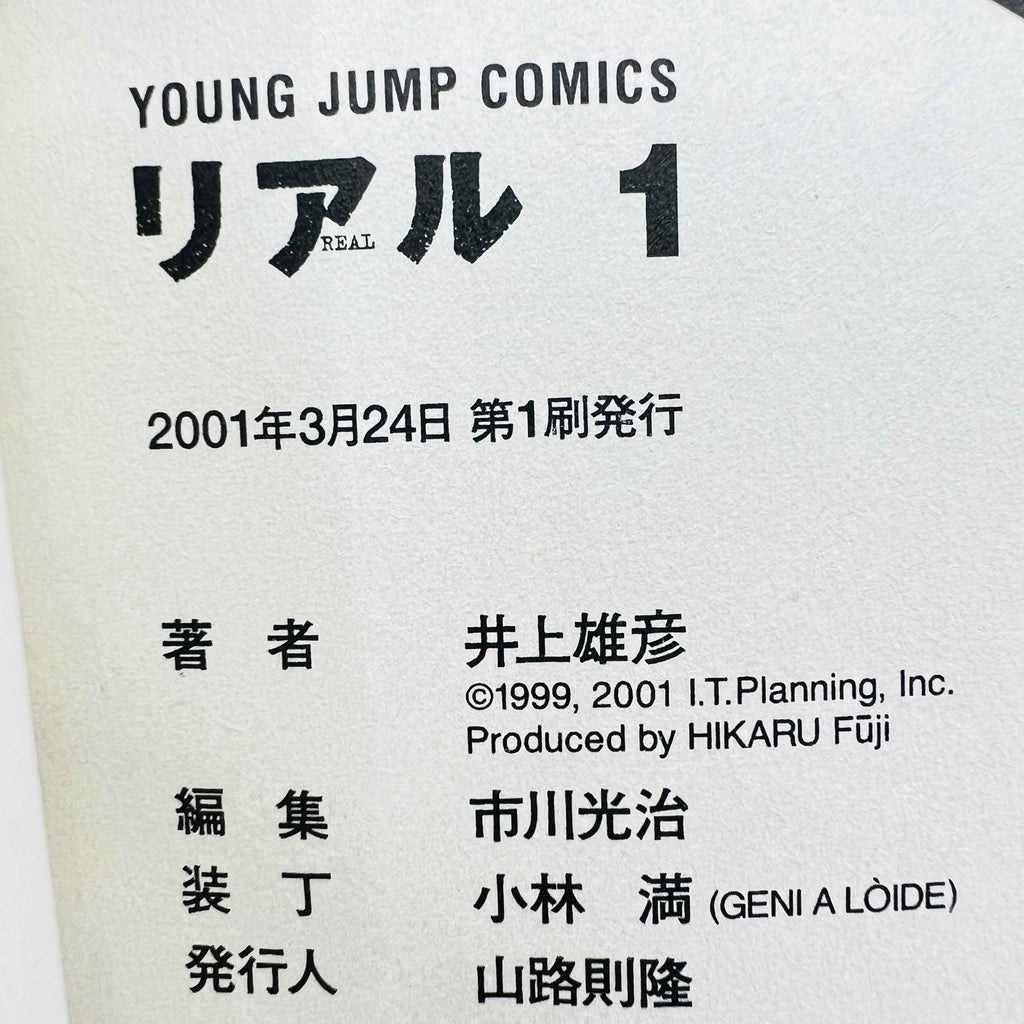 YOUNG JUMP COMICS
リアル 1
REAL
2001年3月24日 第1刷発行
著 者 井上雄彦
©1999, 2001 I.T.Planning, Inc.
Produced by HIKARU Fūji
編 集 市川光治
装 丁 小林 満 (GENI A LÒIDE)
発行人 山路則隆